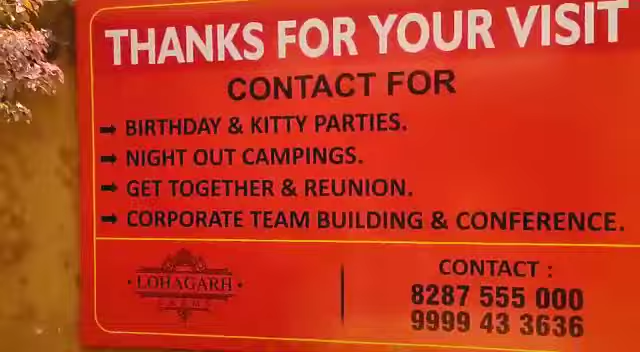 THANKS FOR YOUR VISIT
CONTACT FOR
➡ BIRTHDAY & KITTY PARTIES.
➡ NIGHT OUT CAMPINGS.
➡ GET TOGETHER & REUNION.
➡ CORPORATE TEAM BUILDING & CONFERENCE.
LOHAGARH
FARMS
CONTACT :
8287 555 000
9999 43 3636